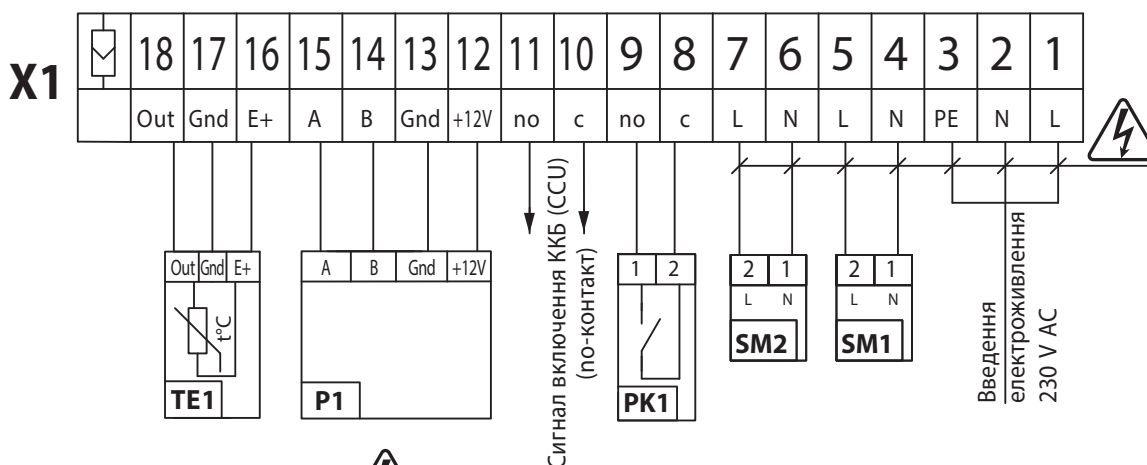 X1
18 17 16 15 14 13 12 11 10 9 8 7 6 5 4 3 2 1
Out Gnd E+ A B Gnd +12V no c no c L N L N PE N L
Out Gnd E+
t°C
TE1
A B Gnd +12V
P1
Сигнал включення ККБ (CCU)
(no-контакт)
1 2
PK1
2 1
L N
SM2
2 1
L N
SM1
Введення
електроживлення
230 V AC